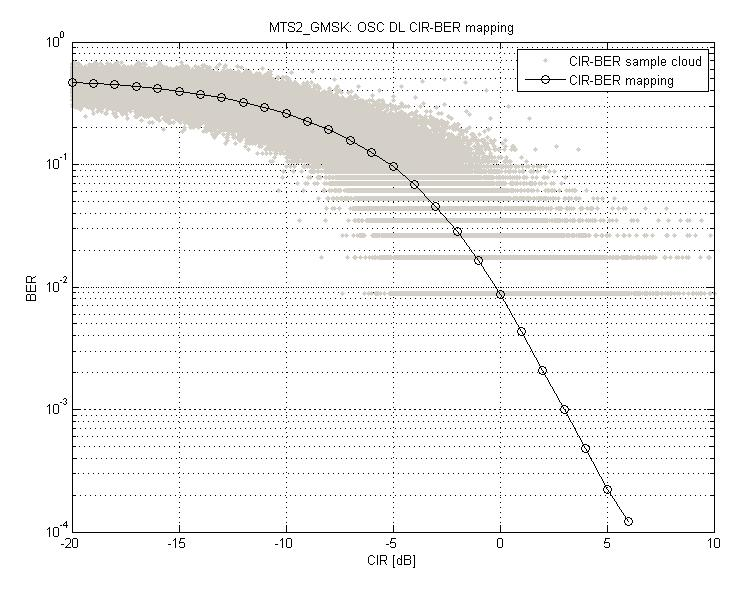 MTS2_GMSK: OSC DL CIR-BER mapping
CIR-BER sample cloud
CIR-BER mapping
10^0
10^-1
10^-2
10^-3
10^-4
BER
-20 -15 -10 -5 0 5 10
CIR [dB]